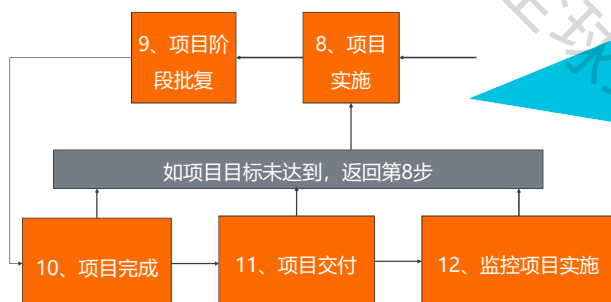 9、项目阶
段批复
8、项目
实施
如项目目标未达到，返回第8步
10、项目完成
11、项目交付
12、监控项目实施
全球